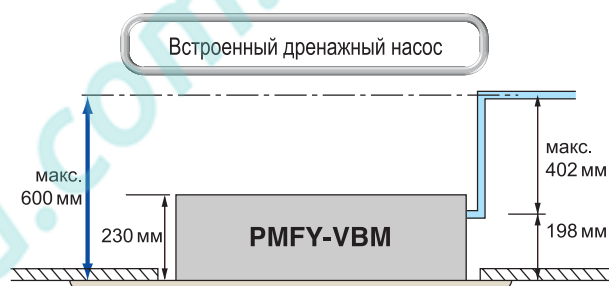 Встроенный дренажный насос
макс.
600 мм
230 мм
PMFY-VBM
макс.
402 мм
198 мм